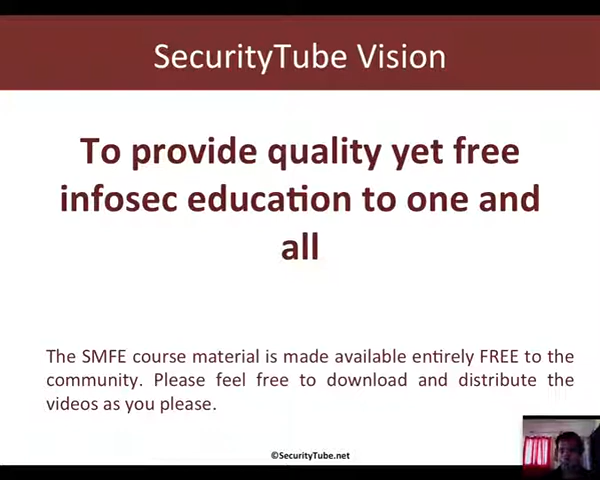 SecurityTube Vision
To provide quality yet free
infosec education to one and
all
The SMFE course material is made available entirely FREE to the
community. Please feel free to download and distribute the
videos as you please.
©SecurityTube.net